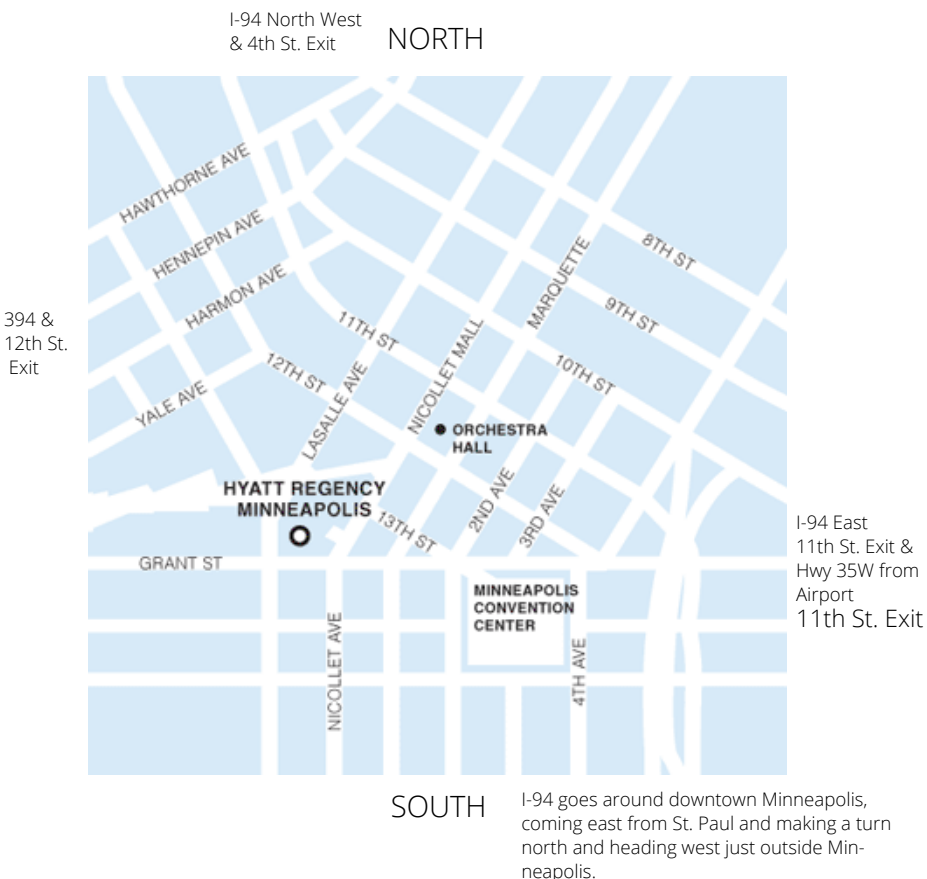 I-94 North West
& 4th St. Exit
NORTH
HAWTHORNE AVE
HENNEPIN AVE
HARMON AVE
YALE AVE
394 &
12th St.
Exit
8TH ST
9TH ST
10TH ST
11TH ST
12TH ST
13TH ST
LASALLE AVE
NICOLLET MALL
MARQUETTE
ORCHESTRA
HALL
2ND AVE
3RD AVE
HYATT REGENCY
MINNEAPOLIS
GRANT ST
MINNEAPOLIS
CONVENTION
CENTER
NICOLLET AVE
4TH AVE
I-94 East
11th St. Exit &
Hwy 35W from
Airport
11th St. Exit
SOUTH
I-94 goes around downtown Minneapolis,
coming east from St. Paul and making a turn
north and heading west just outside Min-
neapolis.